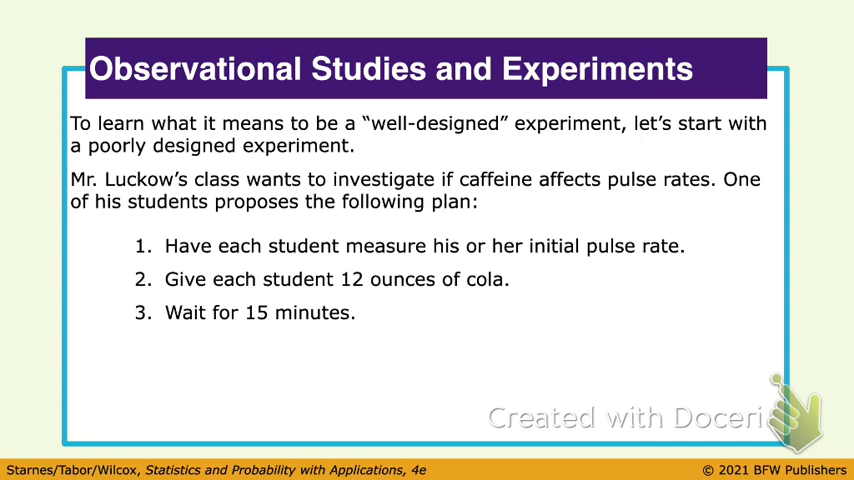 Observational Studies and Experiments
To learn what it means to be a “well-designed” experiment, let’s start with
a poorly designed experiment.
Mr. Luckow’s class wants to investigate if caffeine affects pulse rates. One
of his students proposes the following plan:
1. Have each student measure his or her initial pulse rate.
2. Give each student 12 ounces of cola.
3. Wait for 15 minutes.
Created with Doceri
Starnes/Tabor/Wilcox, Statistics and Probability with Applications, 4e
© 2021 BFW Publishers